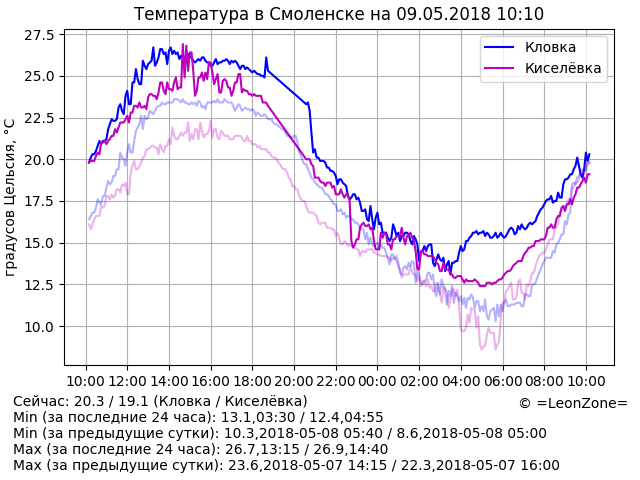 Температура в Смоленске на 09.05.2018 10:10
Кловка
Киселёвка
градусов Цельсия, °C
27.5
25.0
22.5
20.0
17.5
15.0
12.5
10.0
10:00 12:00 14:00 16:00 18:00 20:00 22:00 00:00 02:00 04:00 06:00 08:00 10:00
Сейчас: 20.3 / 19.1 (Кловка / Киселёвка)
© =LeonZone=
Min (за последние 24 часа): 13.1,03:30 / 12.4,04:55
Min (за предыдущие сутки): 10.3,2018-05-08 05:40 / 8.6,2018-05-08 05:00
Max (за последние 24 часа): 26.7,13:15 / 26.9,14:40
Max (за предыдущие сутки): 23.6,2018-05-07 14:15 / 22.3,2018-05-07 16:00